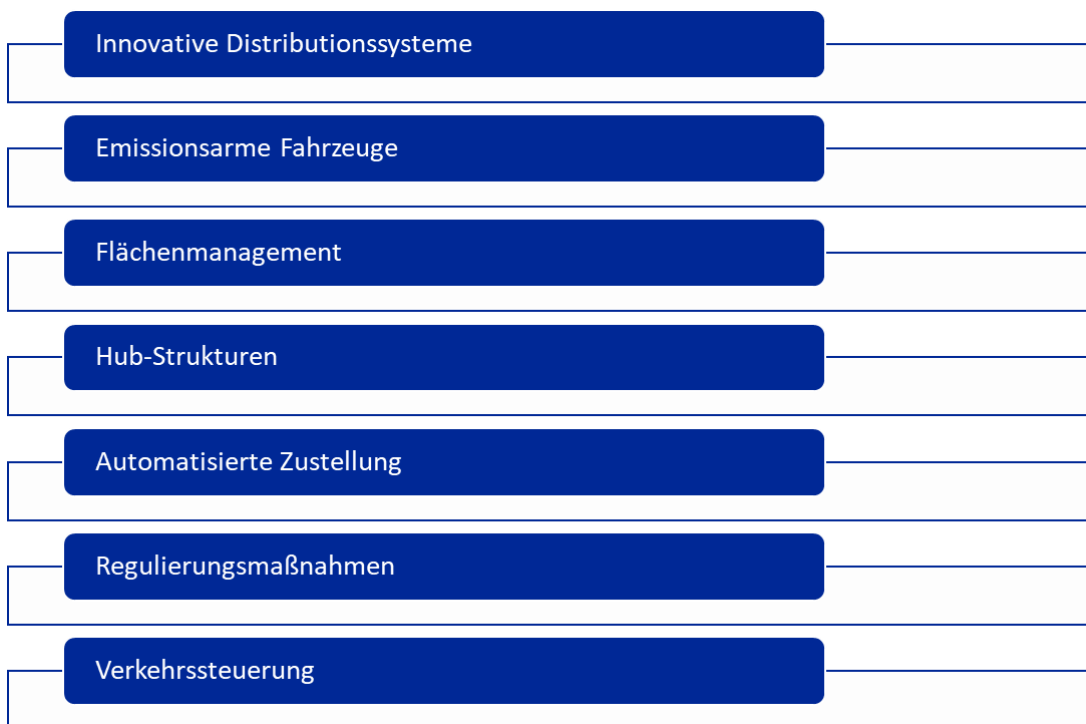 Innovative Distributionssysteme
Emissionsarme Fahrzeuge
Flächenmanagement
Hub-Strukturen
Automatisierte Zustellung
Regulierungsmaßnahmen
Verkehrssteuerung